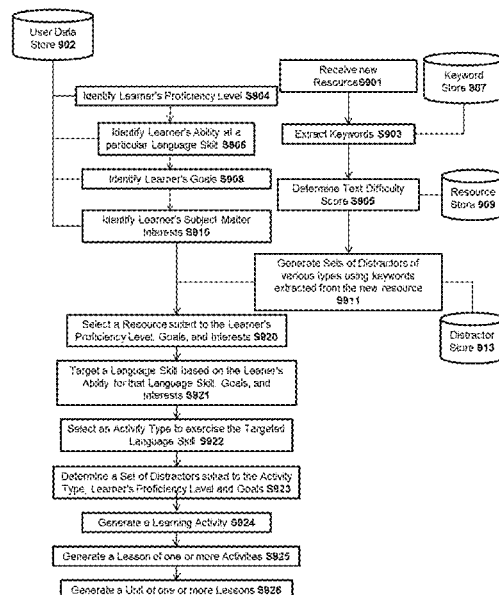 User Data
Store 902
Identify Learner's Proficiency Level S904
Identify Learner's Ability at a
particular Language Skill S906
Identify Learner's Goals S908
Identify Learner's Subject Matter
Interests S910
Receive new
Resource S901
Keyword
Store 907
Extract Keywords S903
Determine Text Difficulty
Score S905
Resource
Store 909
Generate Sets of Distractors of
various types using keywords
extracted from the new resource
S911
Distractor
Store 913
Select a Resource suited to the Learner's
Proficiency Level, Goals, and Interests S920
Target a Language Skill based on the Learner's
Ability for that Language Skill, Goals, and
Interests S921
Select an Activity Type to exercise the Targeted
Language Skill S922
Determine a Set of Distractors suited to the Activity
Type, Learner's Proficiency Level and Goals S923
Generate a Learning Activity S924
Generate a Lesson of one or more Activities S925
Generate a Unit of one or more Lessons S926